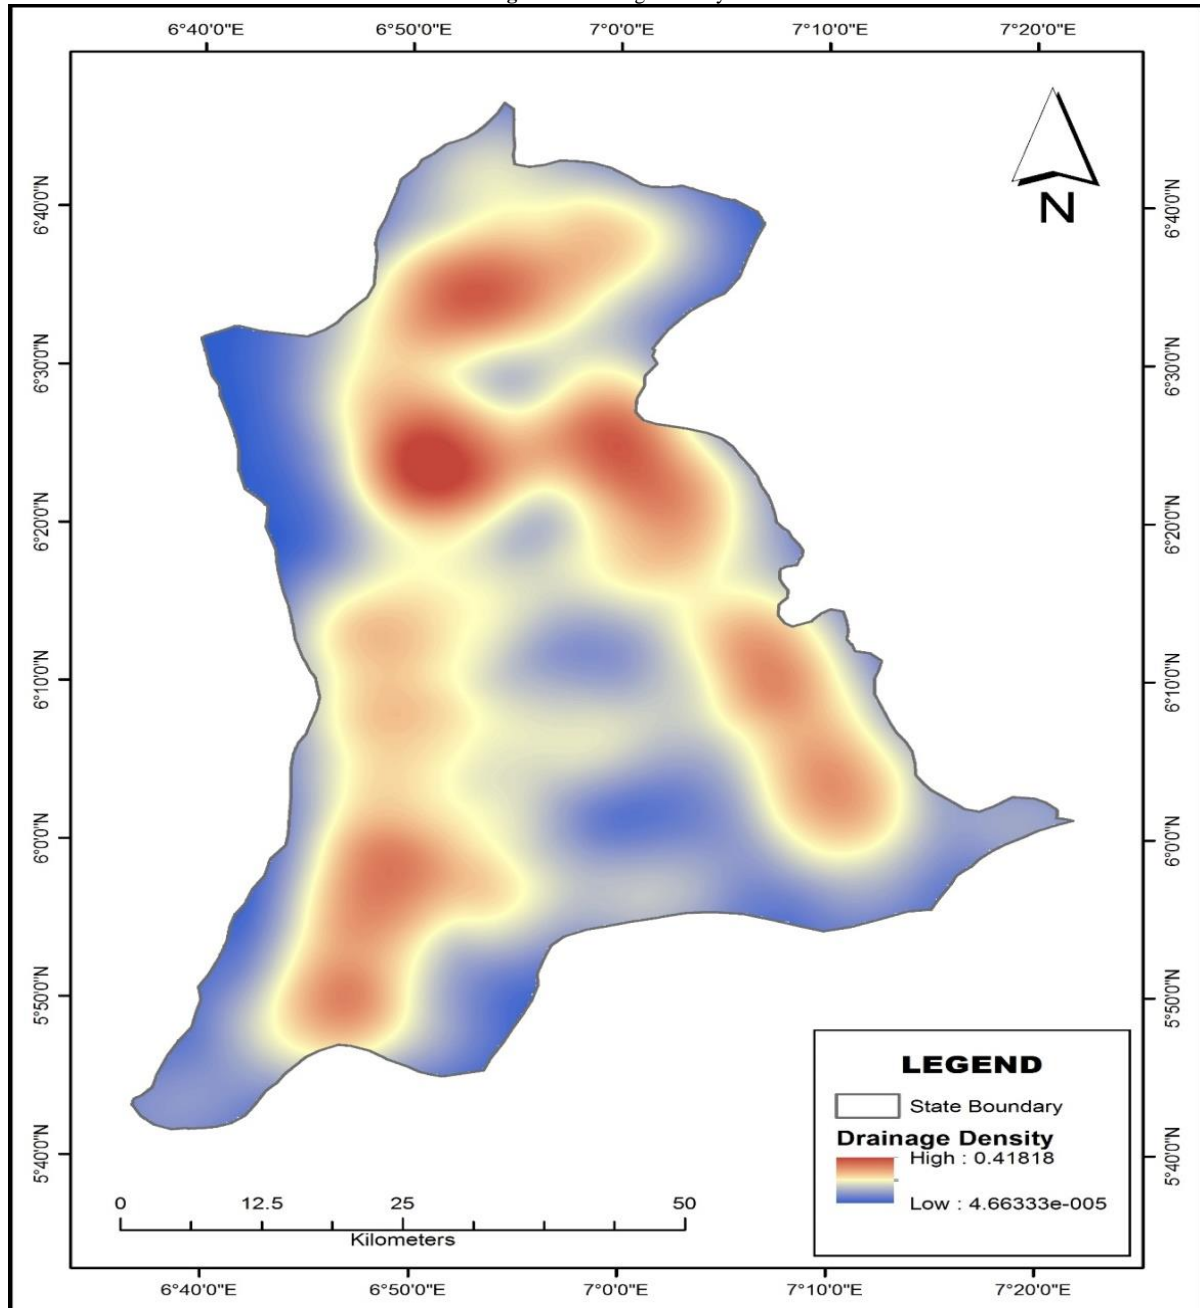 6°40'0"E 6°50'0"E 7°0'0"E 7°10'0"E 7°20'0"E
6°40'0"N 6°40'0"N
6°30'0"N 6°30'0"N
6°20'0"N 6°20'0"N
6°10'0"N 6°10'0"N
6°0'0"N 6°0'0"N
5°50'0"N 5°50'0"N
5°40'0"N 5°40'0"N
N
LEGEND
State Boundary
Drainage Density
High : 0.41818
Low : 4.66333e-005
0 12.5 25 50
Kilometers
6°40'0"E 6°50'0"E 7°0'0"E 7°10'0"E 7°20'0"E